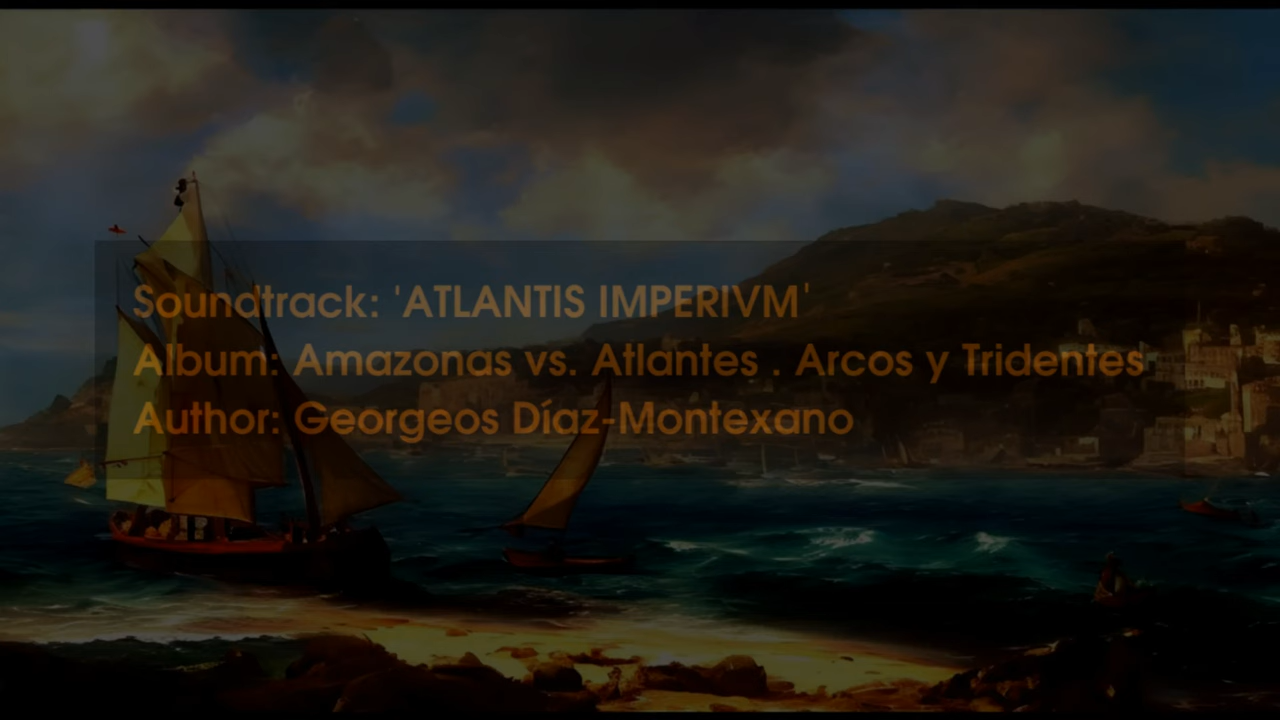 Soundtrack: 'ATLANTIS IMPERIVM'
Album: Amazonas vs. Atlantes . Arcos y Tridentes
Author: Georgeos Díaz-Montexano